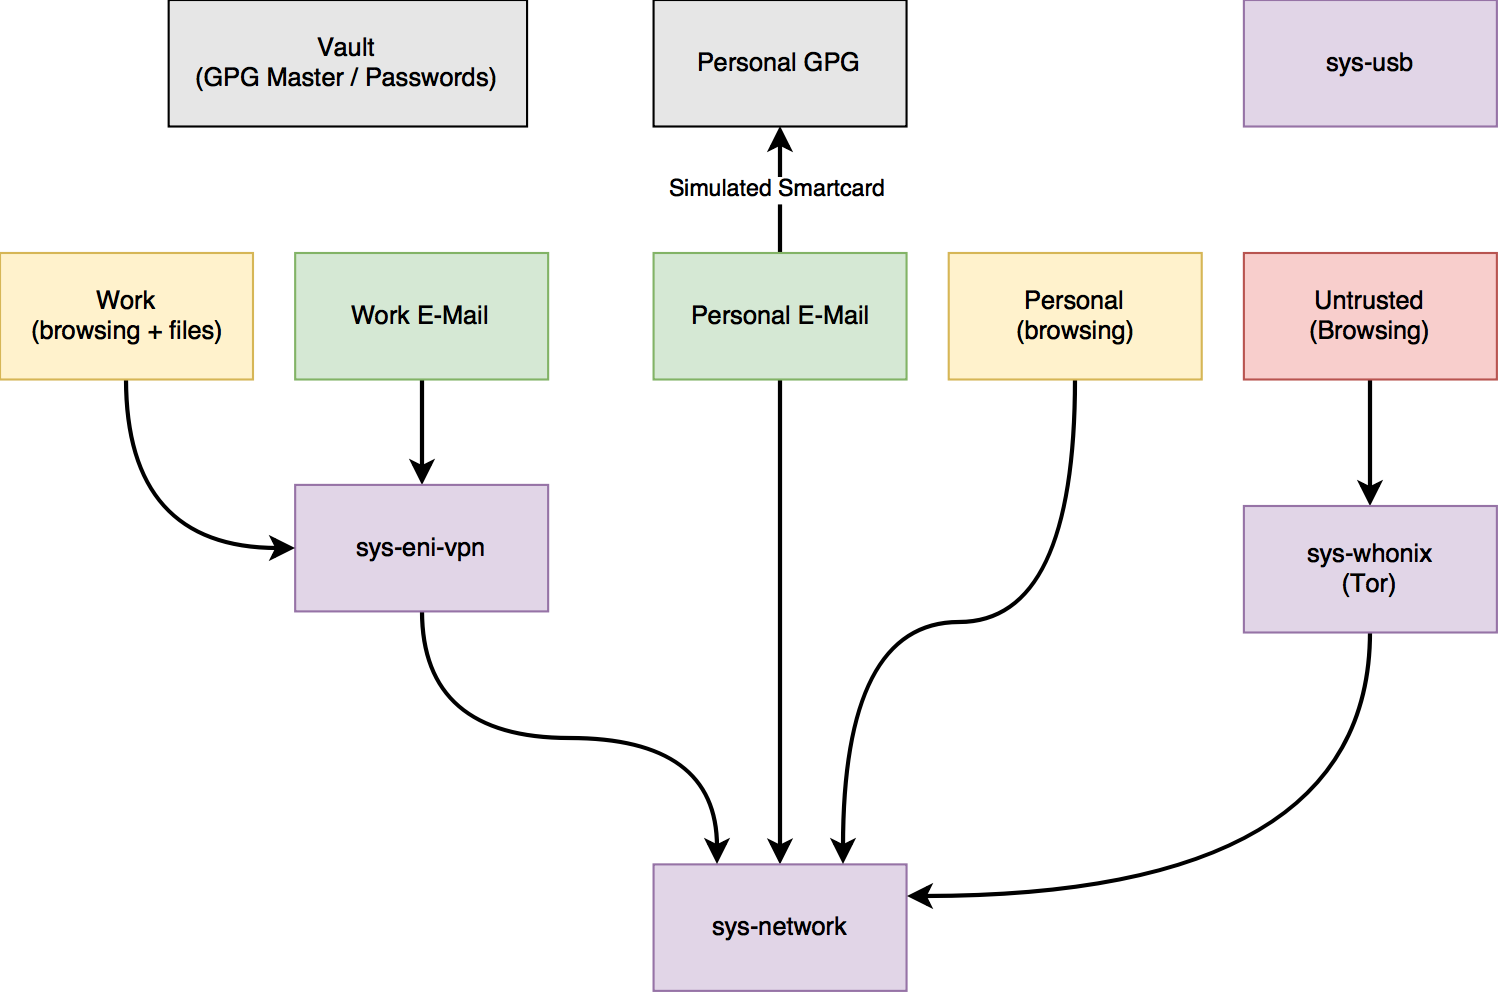 Vault
(GPG Master / Passwords)
Personal GPG
sys-usb
Simulated Smartcard
Work
(browsing + files)
Work E-Mail
Personal E-Mail
Personal
(browsing)
Untrusted
(Browsing)
sys-eni-vpn
sys-whonix
(Tor)
sys-network